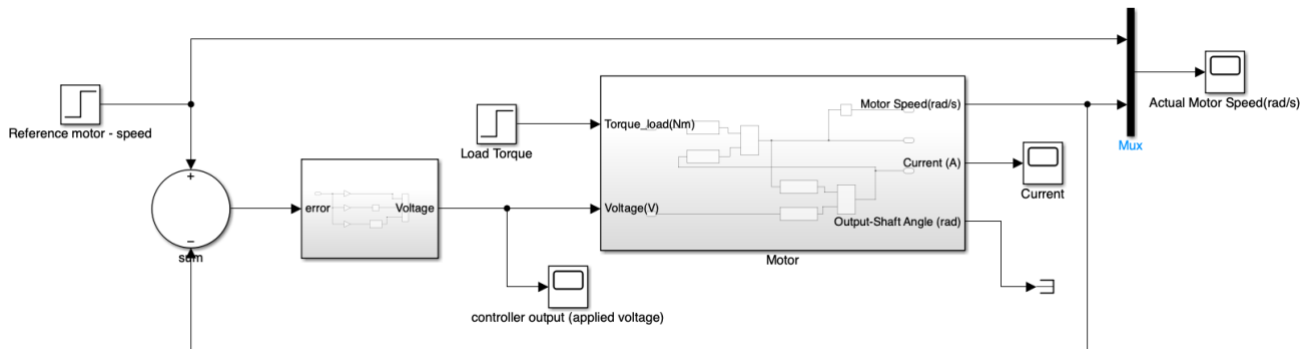 Reference motor - speed
+
−
sum
error
Voltage
Load Torque
controller output (applied voltage)
Torque_load(Nm)
Voltage(V)
Motor Speed(rad/s)
Current (A)
Output-Shaft Angle (rad)
Motor
Current
Mux
Actual Motor Speed(rad/s)